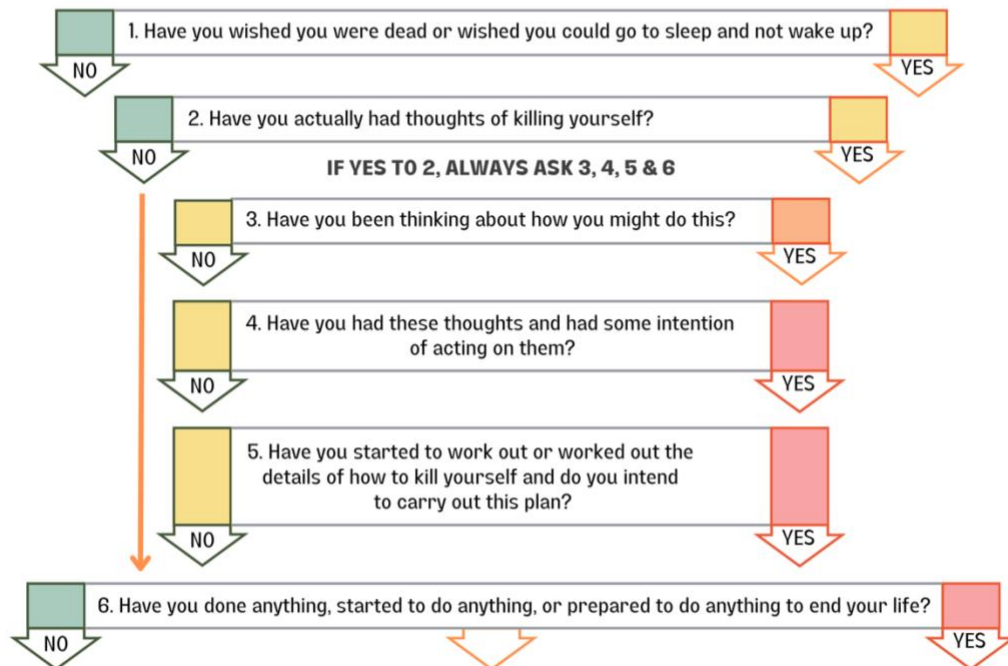 1. Have you wished you were dead or wished you could go to sleep and not wake up?
NO
YES
2. Have you actually had thoughts of killing yourself?
NO
YES
IF YES TO 2, ALWAYS ASK 3, 4, 5 & 6
3. Have you been thinking about how you might do this?
NO
YES
4. Have you had these thoughts and had some intention
of acting on them?
NO
YES
5. Have you started to work out or worked out the
details of how to kill yourself and do you intend
to carry out this plan?
NO
YES
6. Have you done anything, started to do anything, or prepared to do anything to end your life?
NO
YES